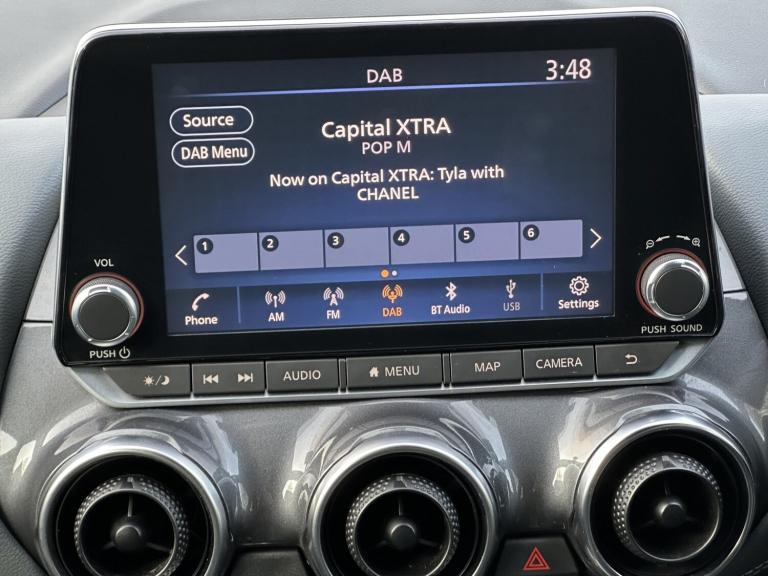 DAB
3:48
Source
DAB Menu
Capital XTRA
POP M
Now on Capital XTRA: Tyla with
CHANEL
1 2 3 4 5 6
Phone AM FM DAB BT Audio USB Settings
VOL
PUSH
PUSH SOUND
AUDIO
MENU
MAP
CAMERA